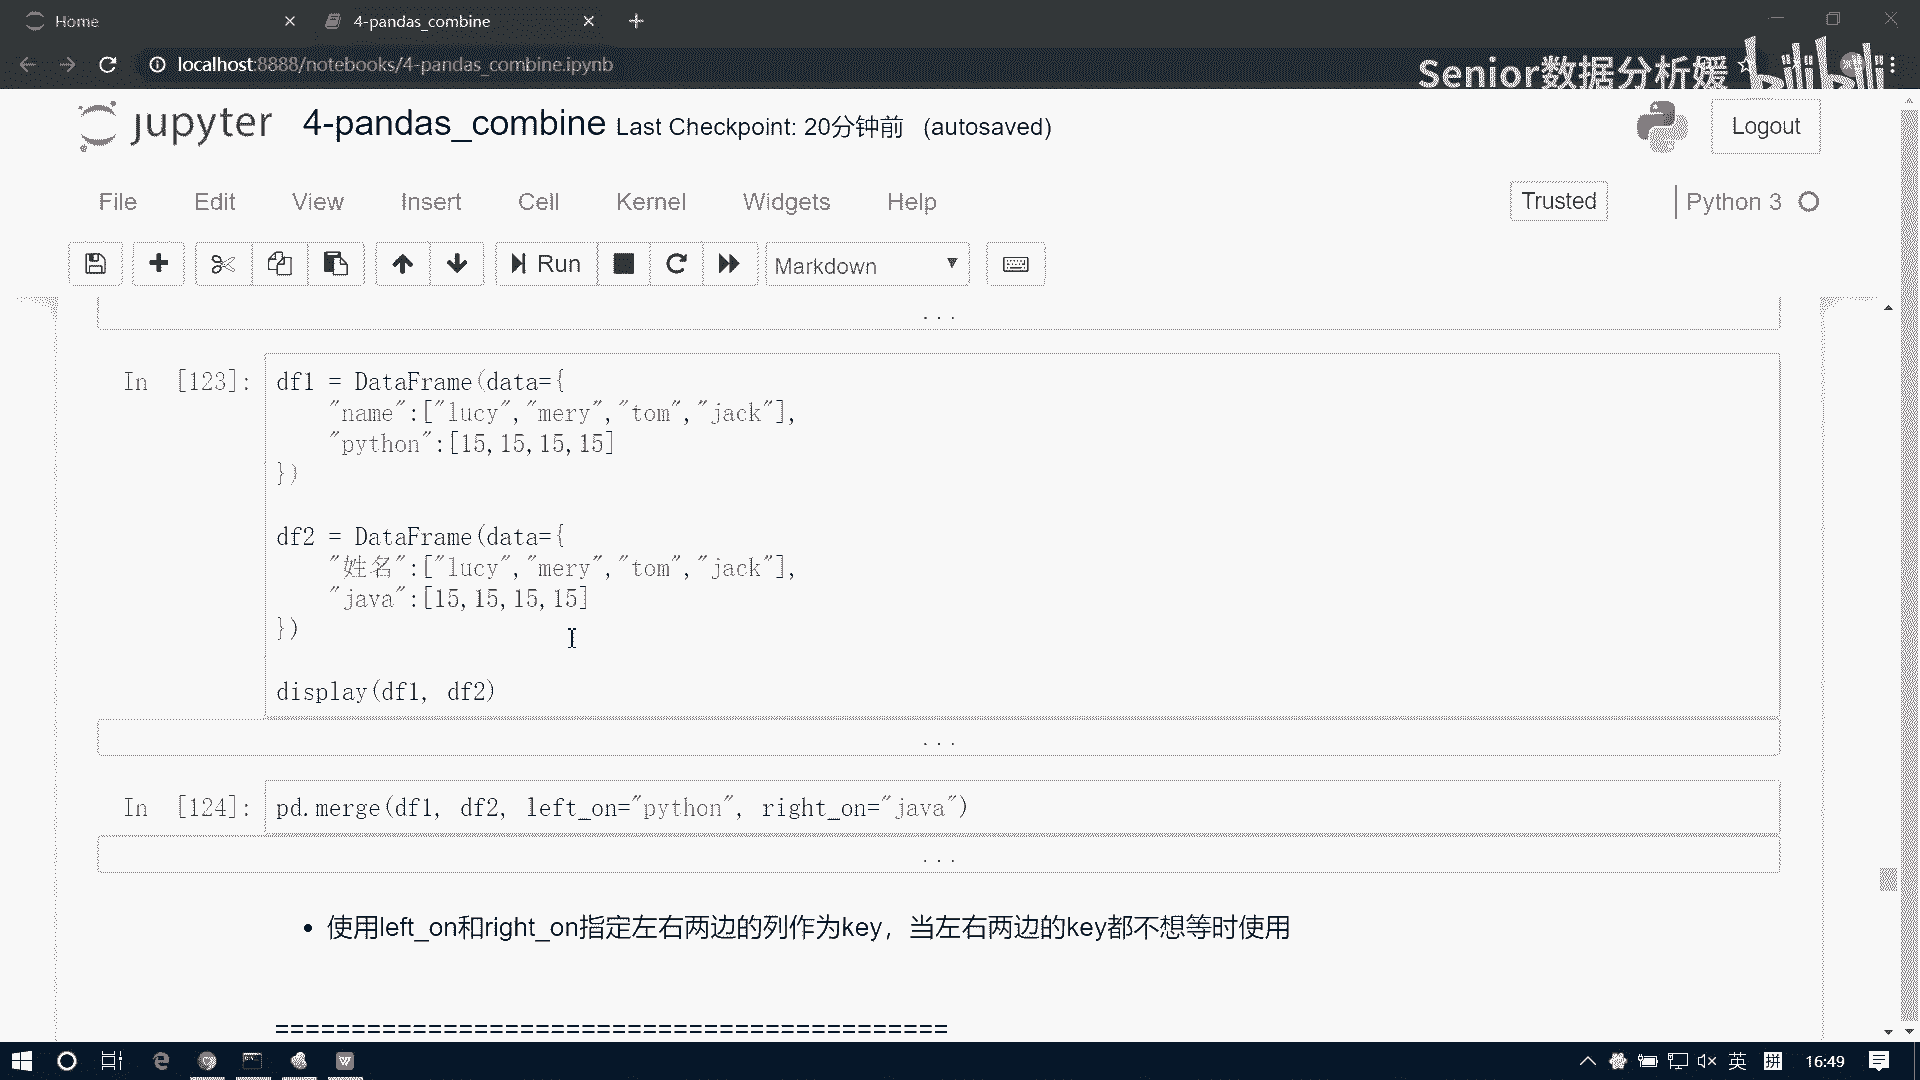 Home
4-pandas_combine
localhost:8888/notebooks/4-pandas_combine.ipynb
Senior数据分析媛 bilibili
jupyter 4-pandas_combine Last Checkpoint: 20分钟前 (autosaved)
Logout
File Edit View Insert Cell Kernel Widgets Help
Trusted
Python 3
Run
Markdown
...
In [123]:
df1 = DataFrame(data={
"name":["lucy","mery","tom","jack"],
"python":[15,15,15,15]
})
df2 = DataFrame(data={
"姓名":["lucy","mery","tom","jack"],
"java":[15,15,15,15]
})
display(df1, df2)
...
In [124]:
pd.merge(df1, df2, left_on="python", right_on="java")
...
• 使用left_on和right_on指定左右两边的列作为key，当左右两边的key都不想等时使用
============================================
英 拼 16:49